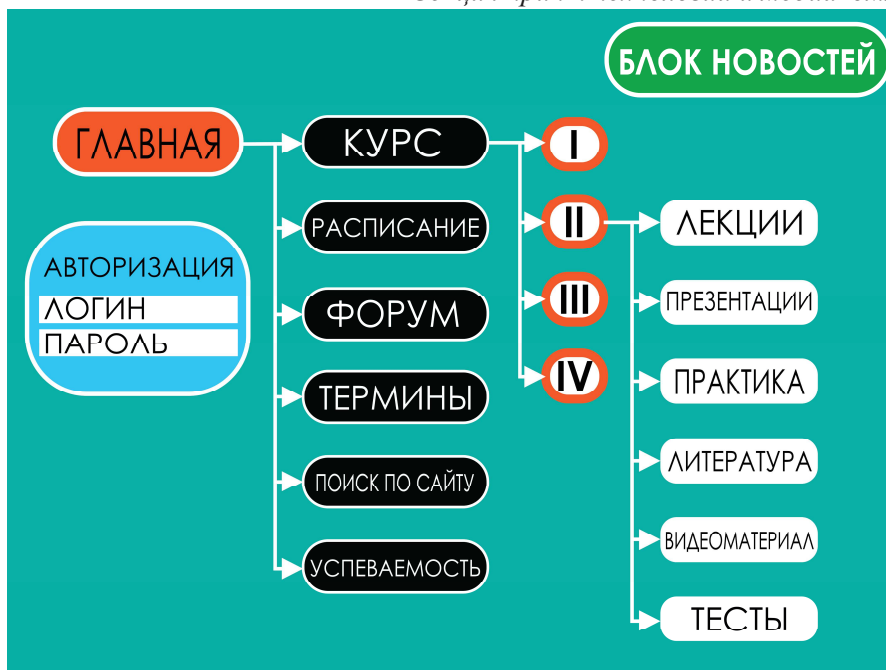 БЛОК НОВОСТЕЙ
ГЛАВНАЯ
АВТОРИЗАЦИЯ
ЛОГИН
ПАРОЛЬ
КУРС
РАСПИСАНИЕ
ФОРУМ
ТЕРМИНЫ
ПОИСК ПО САЙТУ
УСПЕВАЕМОСТЬ
I
II
III
IV
ЛЕКЦИИ
ПРЕЗЕНТАЦИИ
ПРАКТИКА
ЛИТЕРАТУРА
ВИДЕОМАТЕРИАЛ
ТЕСТЫ